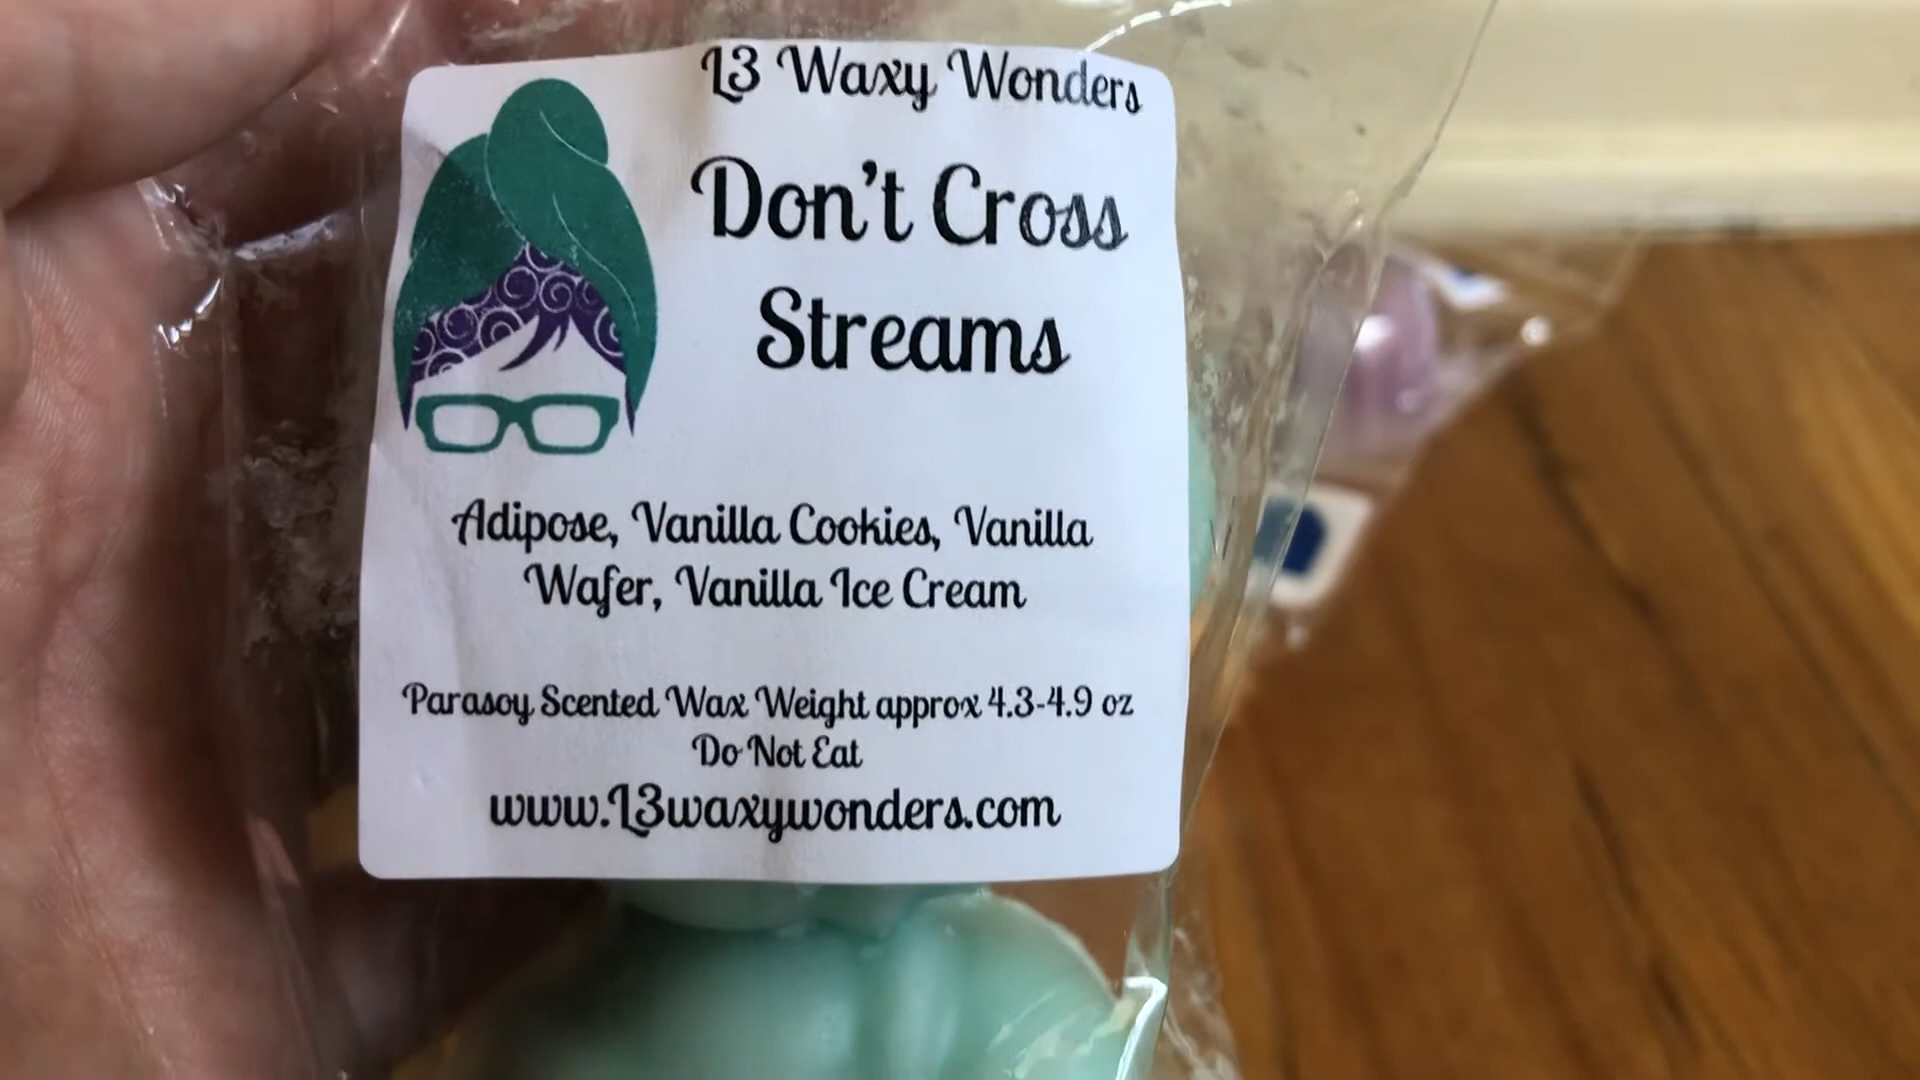 L3 Waxy Wonders
Don't Cross
Streams
Adipose, Vanilla Cookies, Vanilla
Wafer, Vanilla Ice Cream
Parasoy Scented Wax Weight approx 4.3-4.9 oz
Do Not Eat
www.L3waxywonders.com